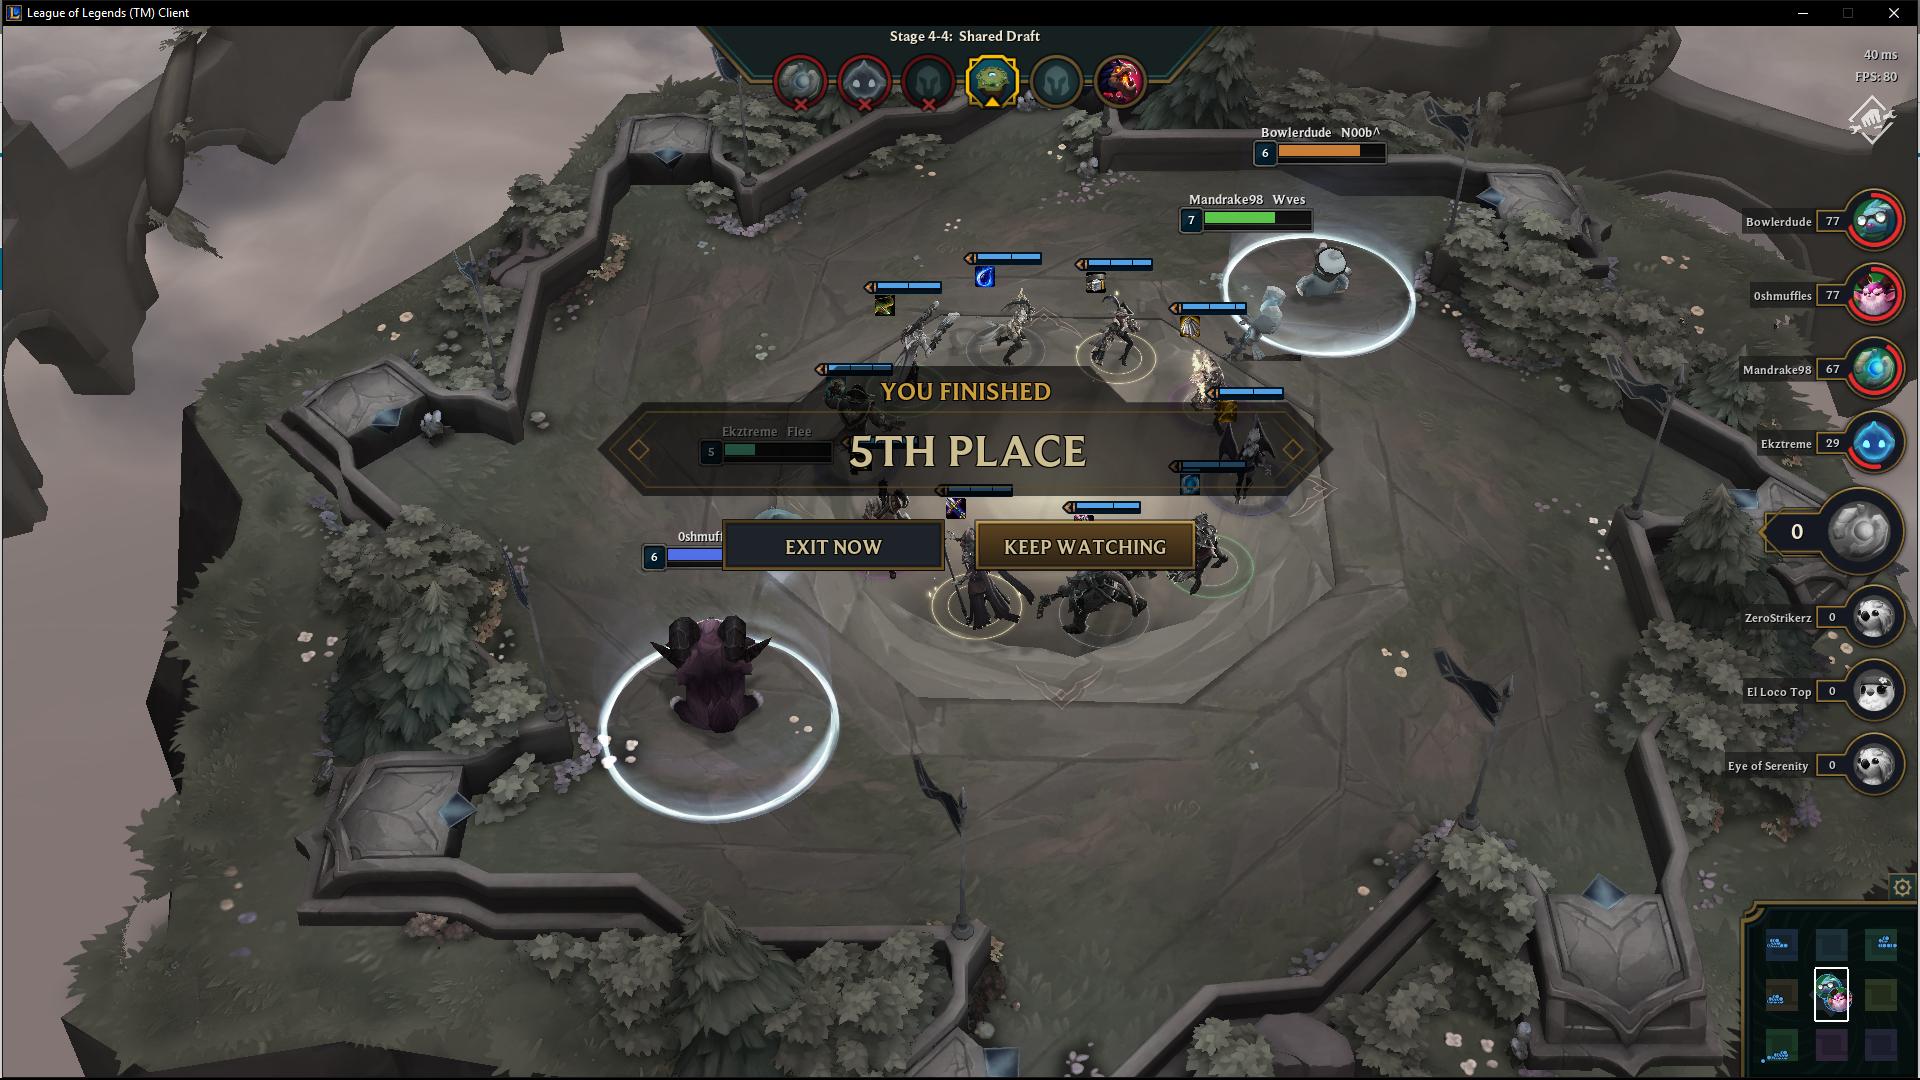 League of Legends (TM) Client
Stage 4-4: Shared Draft
40 ms
FPS: 80
Bowlerdude N00b^
6
Mandrake98 Wves
7
Bowlerdude 77
0shmuffles 77
Mandrake98 67
Ekztreme 29
0
ZeroStrikerz 0
El Loco Top 0
Eye of Serenity 0
YOU FINISHED
Ekztreme Flee
5
5TH PLACE
0shmuff
6
EXIT NOW
KEEP WATCHING